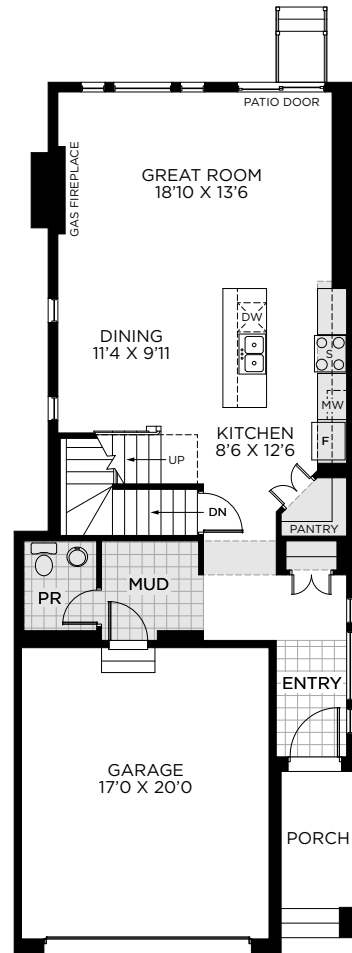 PATIO DOOR
GAS FIREPLACE
GREAT ROOM
18'10 X 13'6
DW
DINING
11'4 X 9'11
S
MW
KITCHEN
8'6 X 12'6
F
UP
DN
PANTRY
PR
MUD
ENTRY
GARAGE
17'0 X 20'0
PORCH